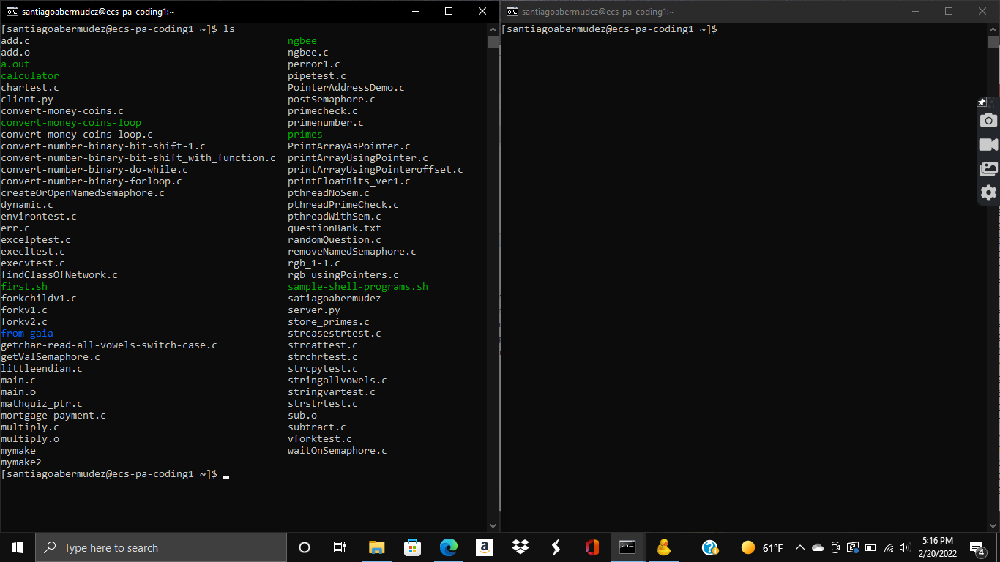 santiagoabermudez@ecs-pa-coding1:~
[santiagoabermudez@ecs-pa-coding1 ~]$ ls
add.c ngbee
add.o ngbee.c
a.out perror1.c
calculator pipetest.c
chartest.c PointerAddressDemo.c
client.py postSemaphore.c
convert-money-coins.c primecheck.c
convert-money-coins-loop primenumber.c
convert-money-coins-loop.c primes
convert-number-binary-bit-shift-1.c PrintArrayAsPointer.c
convert-number-binary-bit-shift_with_function.c printArrayUsingPointer.c
convert-number-binary-do-while.c printArrayUsingPointeroffset.c
convert-number-binary-forloop.c printFloatBits_ver1.c
createOrOpenNamedSemaphore.c pthreadNoSem.c
dynamic.c pthreadPrimeCheck.c
environtest.c pthreadWithSem.c
err.c questionBank.txt
excelptest.c randomQuestion.c
execltest.c removeNamedSemaphore.c
execvtest.c rgb_1-1.c
findClassOfNetwork.c rgb_usingPointers.c
first.sh sample-shell-programs.sh
forkchildv1.c satiagoabermudez
forkv1.c server.py
forkv2.c store_primes.c
from-gaia strcasestrtest.c
getchar-read-all-vowels-switch-case.c strcattest.c
getValSemaphore.c strchrtest.c
littleendian.c strcpytest.c
main.c stringallvowels.c
main.o stringvartest.c
mathquiz_ptr.c strstrtest.c
mortgage-payment.c sub.o
multiply.c subtract.c
multiply.o vforktest.c
mymake waitOnSemaphore.c
mymake2
[santiagoabermudez@ecs-pa-coding1 ~]$
santiagoabermudez@ecs-pa-coding1:~
[santiagoabermudez@ecs-pa-coding1 ~]$
Type here to search
61°F
5:16 PM
2/20/2022
4